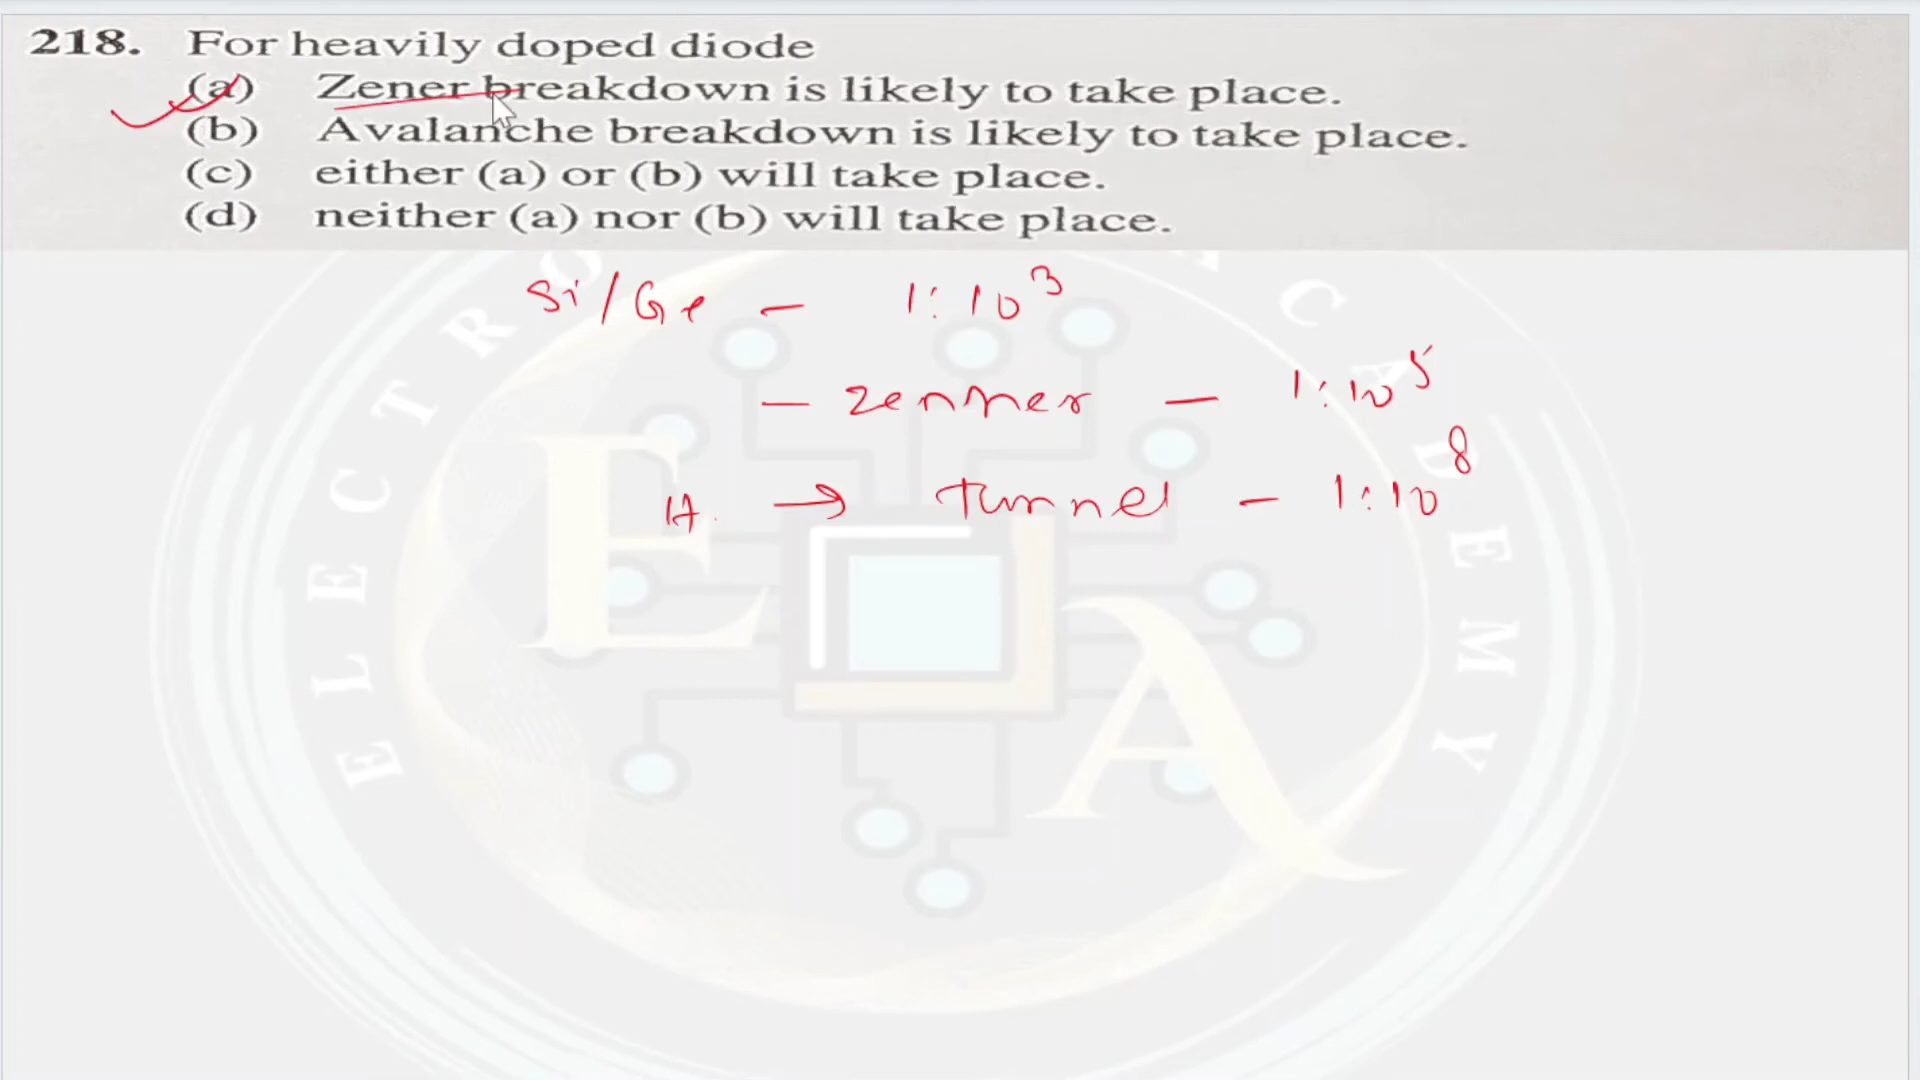 218. For heavily doped diode
(a) Zener breakdown is likely to take place.
(b) Avalanche breakdown is likely to take place.
(c) either (a) or (b) will take place.
(d) neither (a) nor (b) will take place.
Si/Ge - 1:10³
- zenner - 1:10⁵
H. → Tunnel - 1:10⁸
ELECTRO
CADEMY
E A